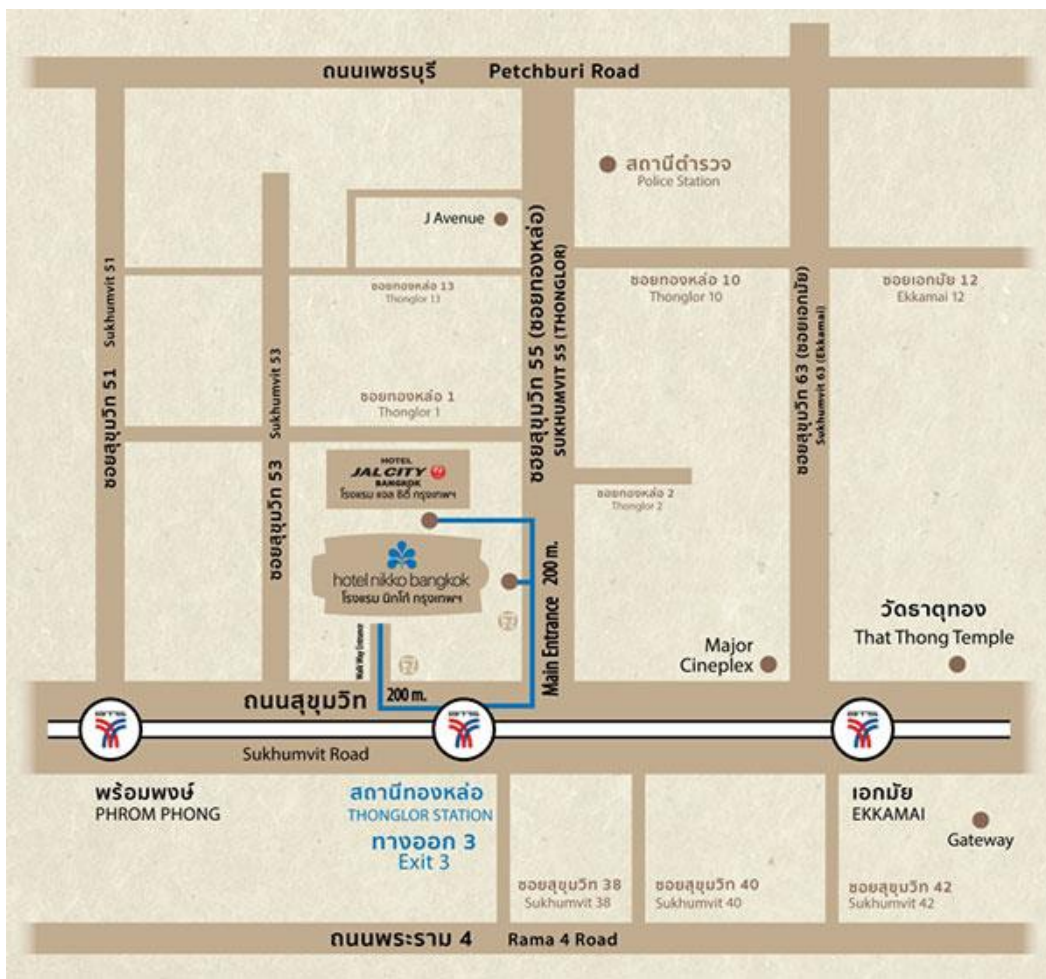 ถนนเพชรบุรี Petchburi Road
สถานีตำรวจ
Police Station
J Avenue
ซอยสุขุมวิท 51 Sukhumvit 51
ซอยสุขุมวิท 53 Sukhumvit 53
ซอยสุขุมวิท 55 (ซอยทองหล่อ)
SUKHUMVIT 55 (THONGLOR)
ซอยสุขุมวิท 63 (ซอยเอกมัย)
Sukhumvit 63 (Ekkamai)
ซอยทองหล่อ 13
Thonglor 13
ซอยทองหล่อ 10
Thonglor 10
ซอยเอกมัย 12
Ekkamai 12
ซอยทองหล่อ 1
Thonglor 1
HOTEL
JAL CITY
BANGKOK
โรงแรม แจล ซิตี้ กรุงเทพฯ
ซอยทองหล่อ 2
Thonglor 2
hotel nikko bangkok
โรงแรม นิกโก้ กรุงเทพฯ
Main Entrance 200 m.
Walk Way Entrance
200 m.
Major
Cineplex
วัดธาตุทอง
That Thong Temple
ถนนสุขุมวิท
BTS
BTS
BTS
Sukhumvit Road
พร้อมพงษ์
PHROM PHONG
สถานีทองหล่อ
THONGLOR STATION
ทางออก 3
Exit 3
เอกมัย
EKKAMAI
Gateway
ซอยสุขุมวิท 38
Sukhumvit 38
ซอยสุขุมวิท 40
Sukhumvit 40
ซอยสุขุมวิท 42
Sukhumvit 42
ถนนพระราม 4 Rama 4 Road